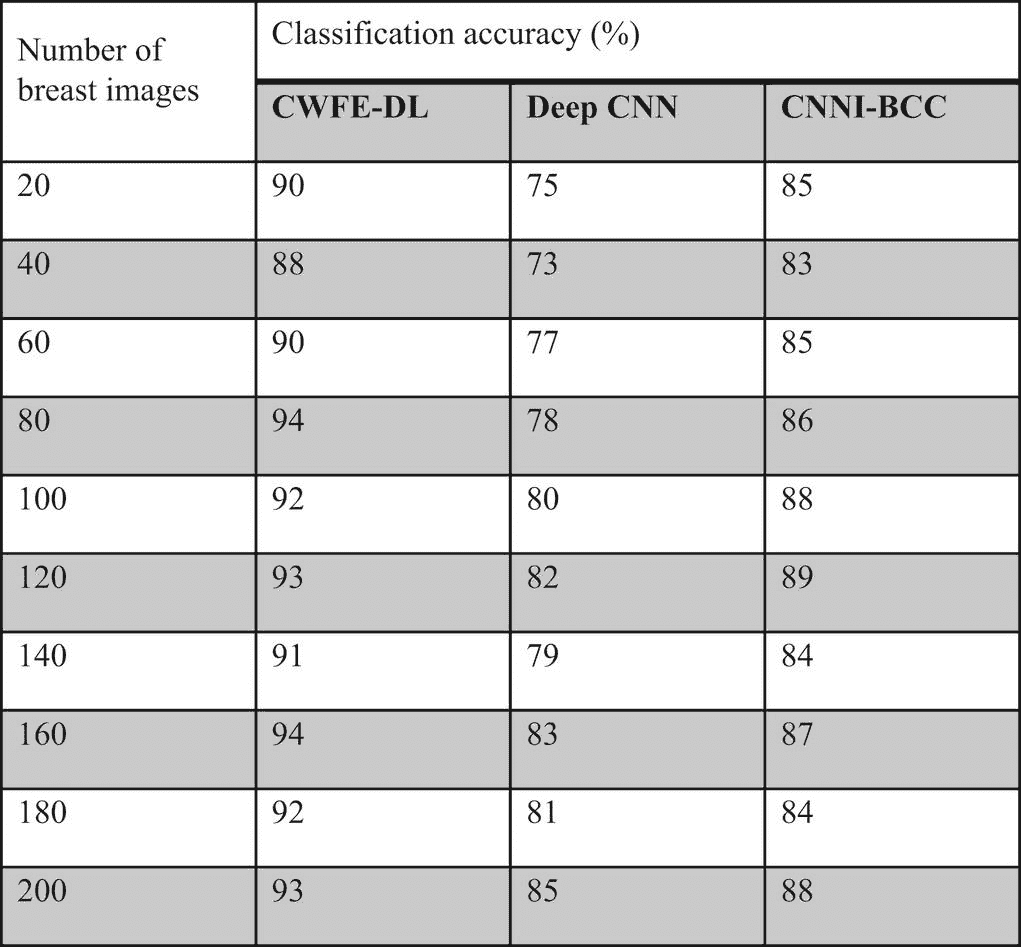 Number of
breast images
Classification accuracy (%)
CWFE-DL Deep CNN CNNI-BCC
20 90 75 85
40 88 73 83
60 90 77 85
80 94 78 86
100 92 80 88
120 93 82 89
140 91 79 84
160 94 83 87
180 92 81 84
200 93 85 88